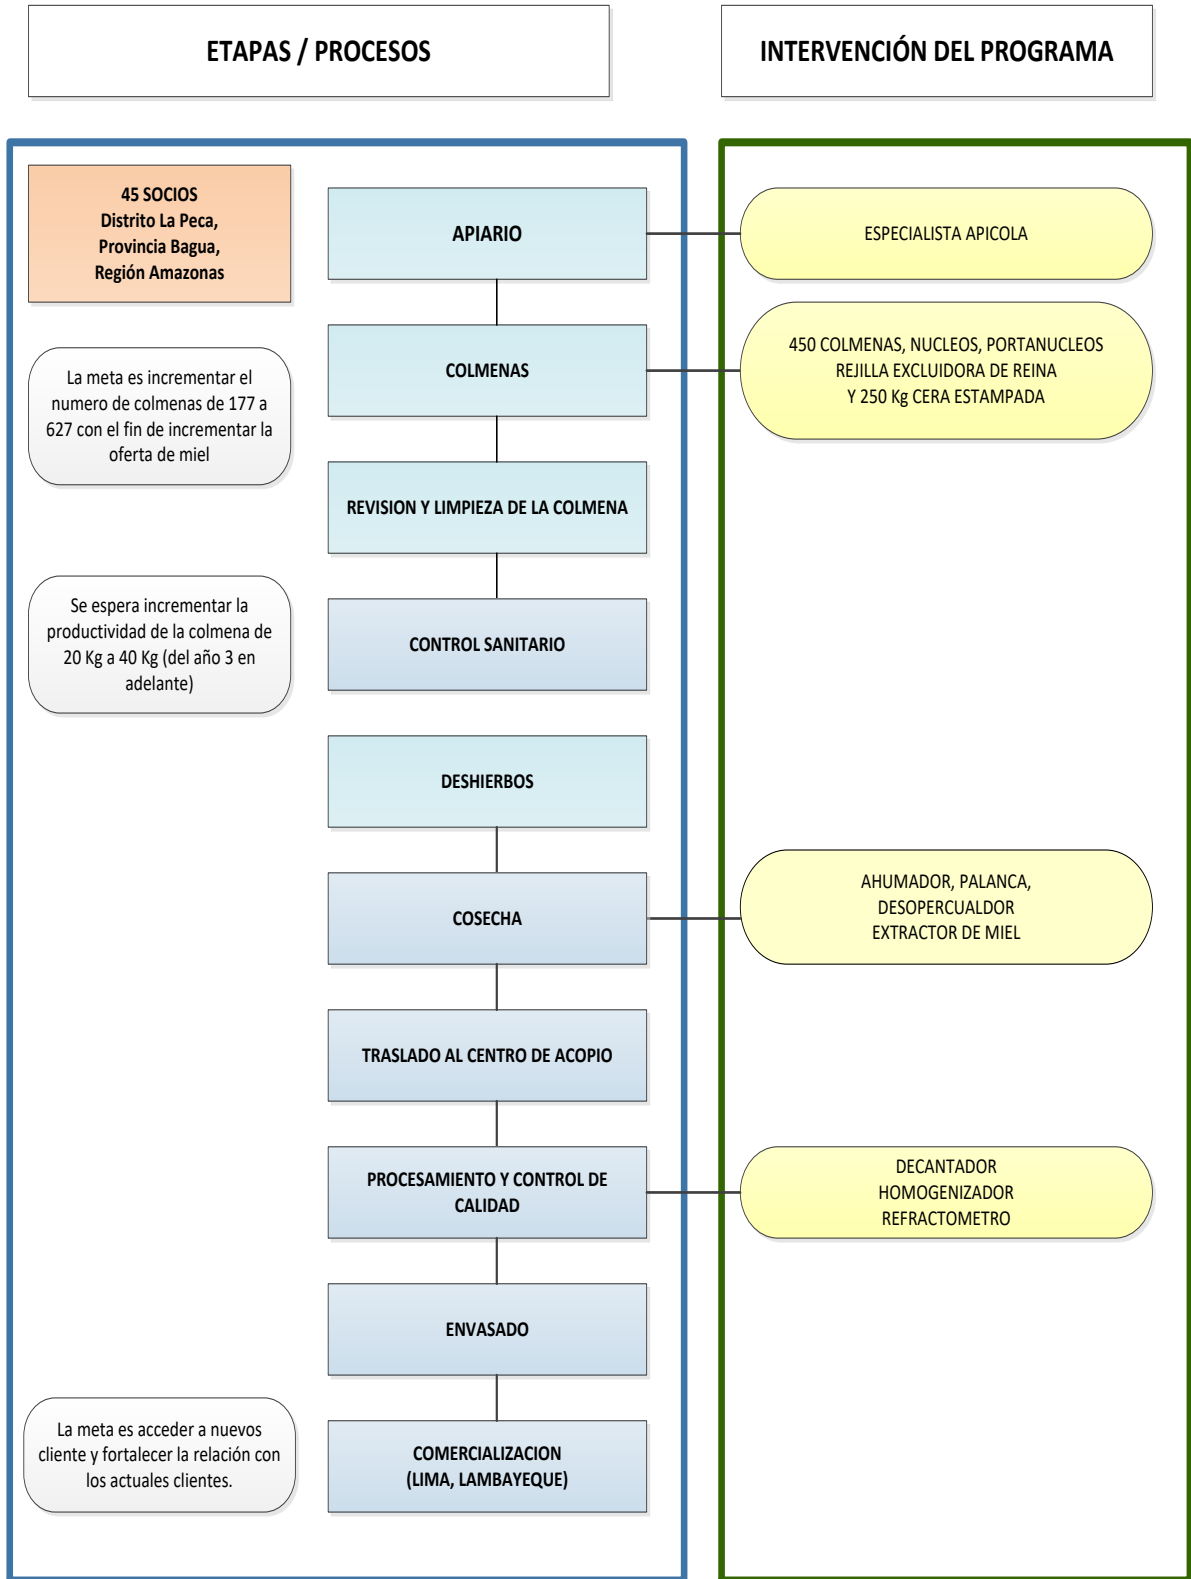 ETAPAS / PROCESOS
INTERVENCIÓN DEL PROGRAMA
45 SOCIOS
Distrito La Peca,
Provincia Bagua,
Región Amazonas
APIARIO
ESPECIALISTA APICOLA
La meta es incrementar el
numero de colmenas de 177 a
627 con el fin de incrementar la
oferta de miel
COLMENAS
450 COLMENAS, NUCLEOS, PORTANUCLEOS
REJILLA EXCLUIDORA DE REINA
Y 250 Kg CERA ESTAMPADA
REVISION Y LIMPIEZA DE LA COLMENA
Se espera incrementar la
productividad de la colmena de
20 Kg a 40 Kg (del año 3 en
adelante)
CONTROL SANITARIO
DESHIERBOS
COSECHA
AHUMADOR, PALANCA,
DESOPERCUALDOR
EXTRACTOR DE MIEL
TRASLADO AL CENTRO DE ACOPIO
PROCESAMIENTO Y CONTROL DE
CALIDAD
DECANTADOR
HOMOGENIZADOR
REFRACTOMETRO
ENVASADO
La meta es acceder a nuevos
cliente y fortalecer la relación con
los actuales clientes.
COMERCIALIZACION
(LIMA, LAMBAYEQUE)